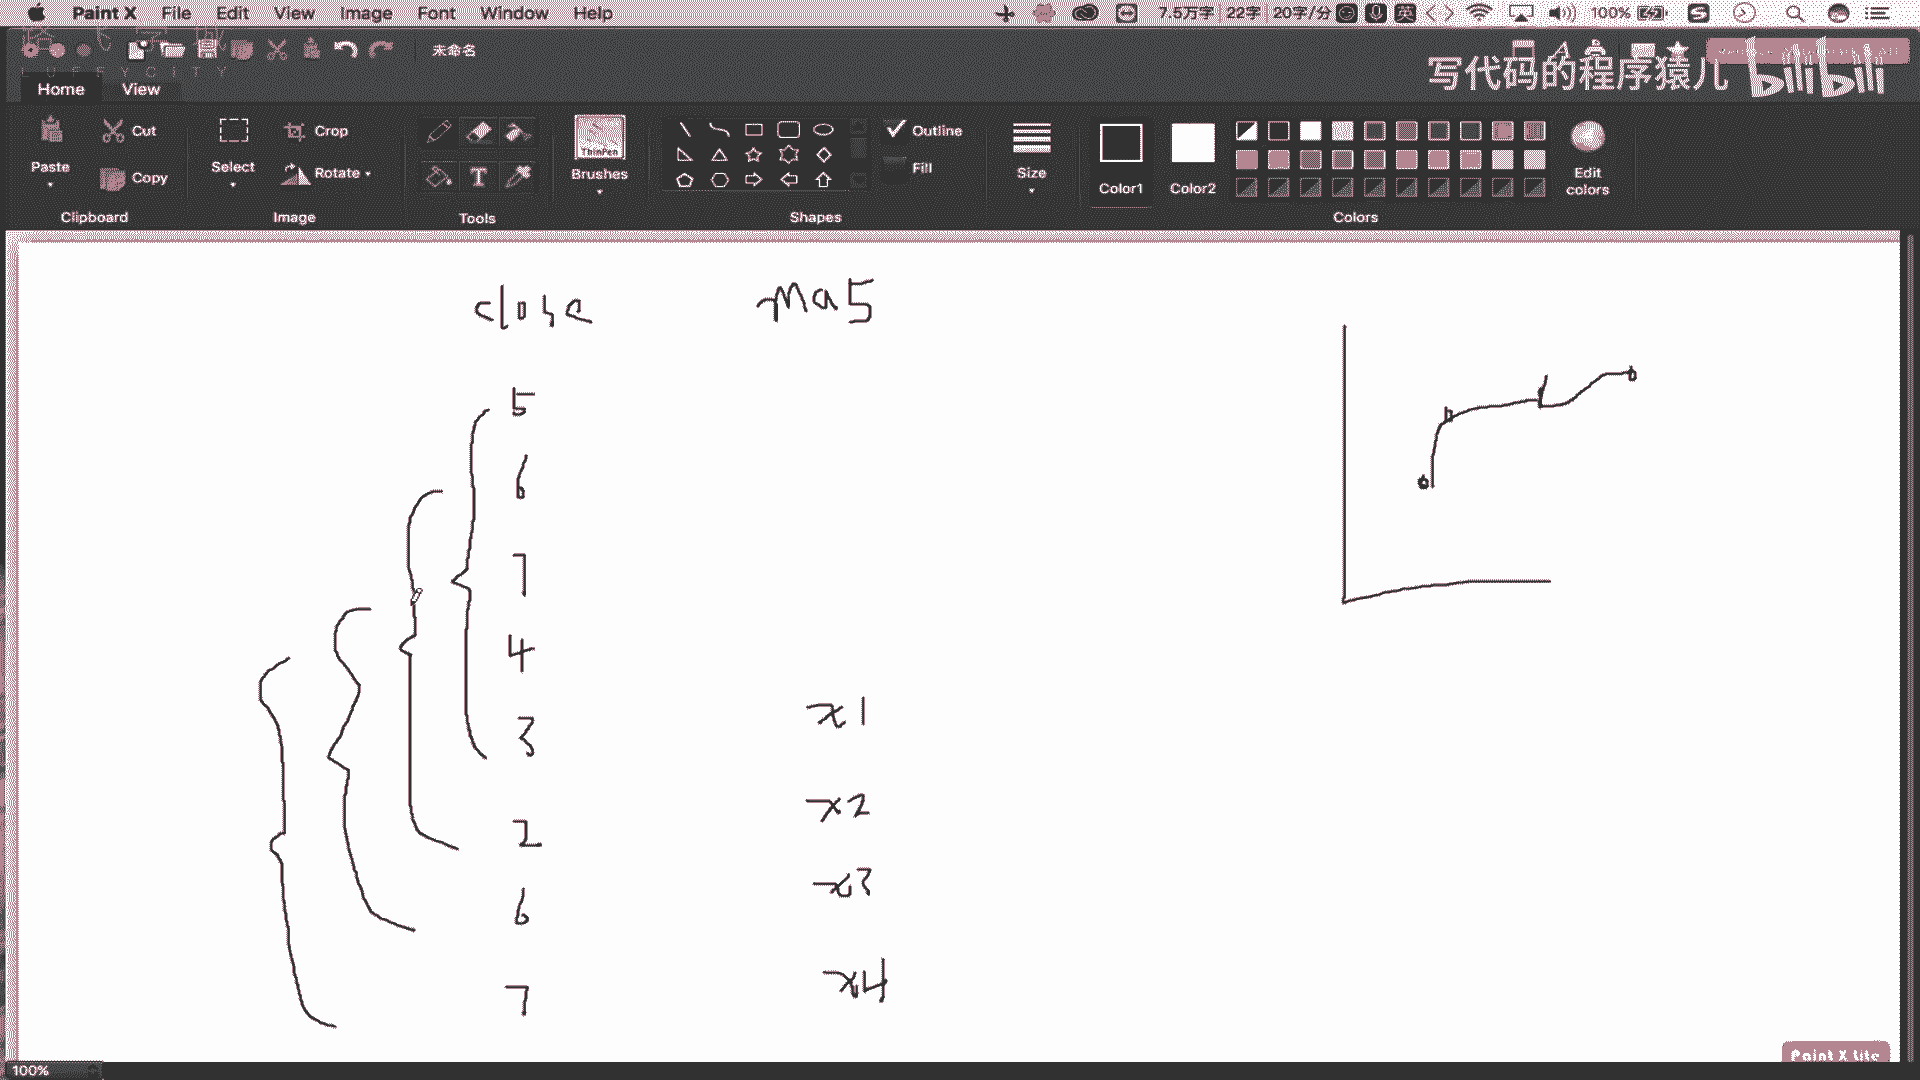 Paint X File Edit View Image Font Window Help 7.5万字 22字 20字/分 英 100%
未命名
LUFFYCITY
写代码的程序猿儿 bilibili
Home View
Paste Cut Copy Select Crop Rotate ThinPen Brushes Outline Fill Size Color1 Color2 Edit colors
Clipboard Image Tools Shapes Colors
close ma5
5
6
7
4
3 x1
2 x2
6 x3
7 x4
Paint X lite
100%